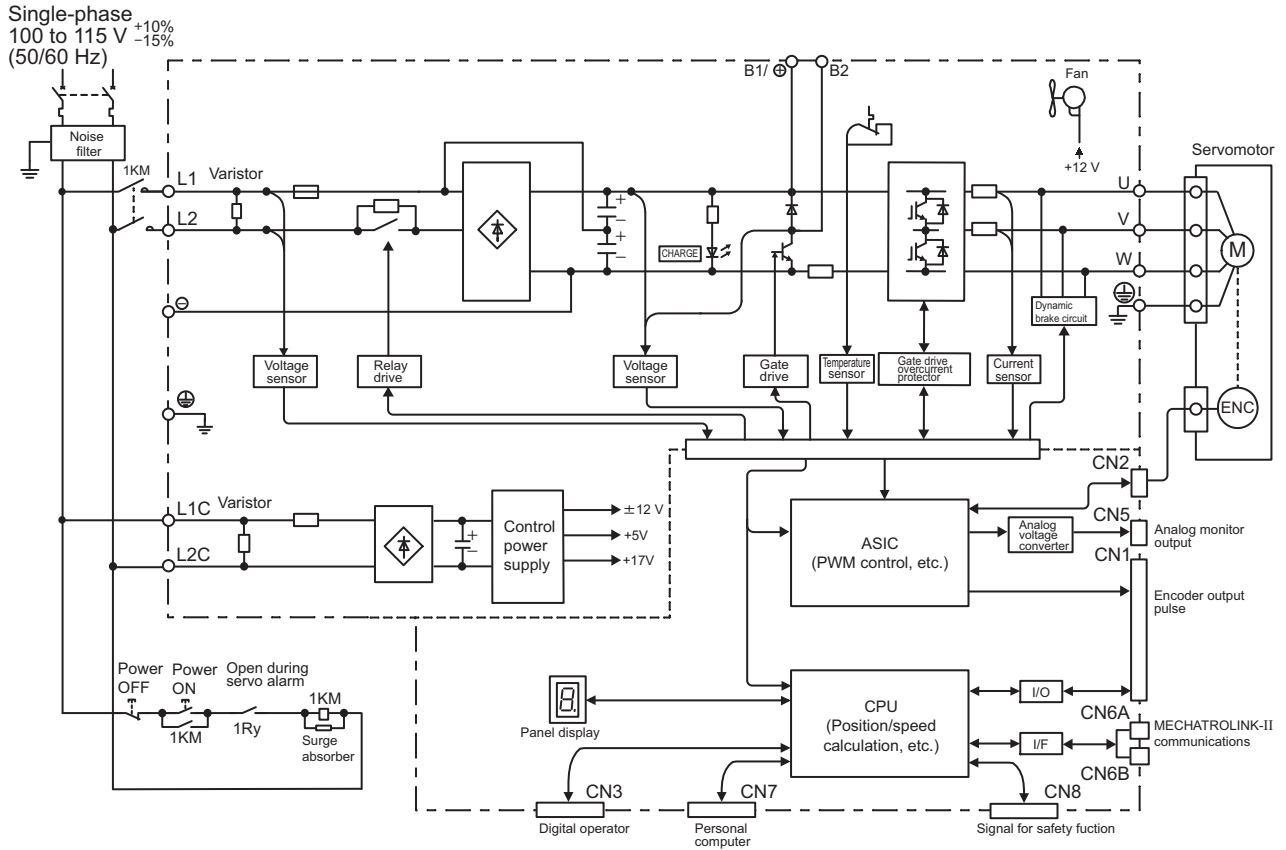 Single-phase
100 to 115 V +10% −15%
(50/60 Hz)
Noise
filter
1KM
L1
Varistor
L2
B1/ ⊕
B2
Fan
+12 V
Servomotor
U
V
W
M
ENC
+
−
+
−
CHARGE
Dynamic
brake circuit
⊖
Voltage
sensor
Relay
drive
Voltage
sensor
Gate
drive
Temperature
sensor
Gate drive
overcurrent
protector
Current
sensor
L1C
Varistor
L2C
+
−
Control
power
supply
±12 V
+5V
+17V
ASIC
(PWM control, etc.)
Analog
voltage
converter
CN2
CN5
Analog monitor
output
CN1
Encoder output
pulse
Power
OFF
Power
ON
Open during
servo alarm
1KM
1KM
1Ry
Surge
absorber
8.
Panel display
CPU
(Position/speed
calculation, etc.)
I/O
I/F
CN6A
MECHATROLINK-II
communications
CN6B
CN3
CN7
CN8
Digital operator
Personal
computer
Signal for safety fuction